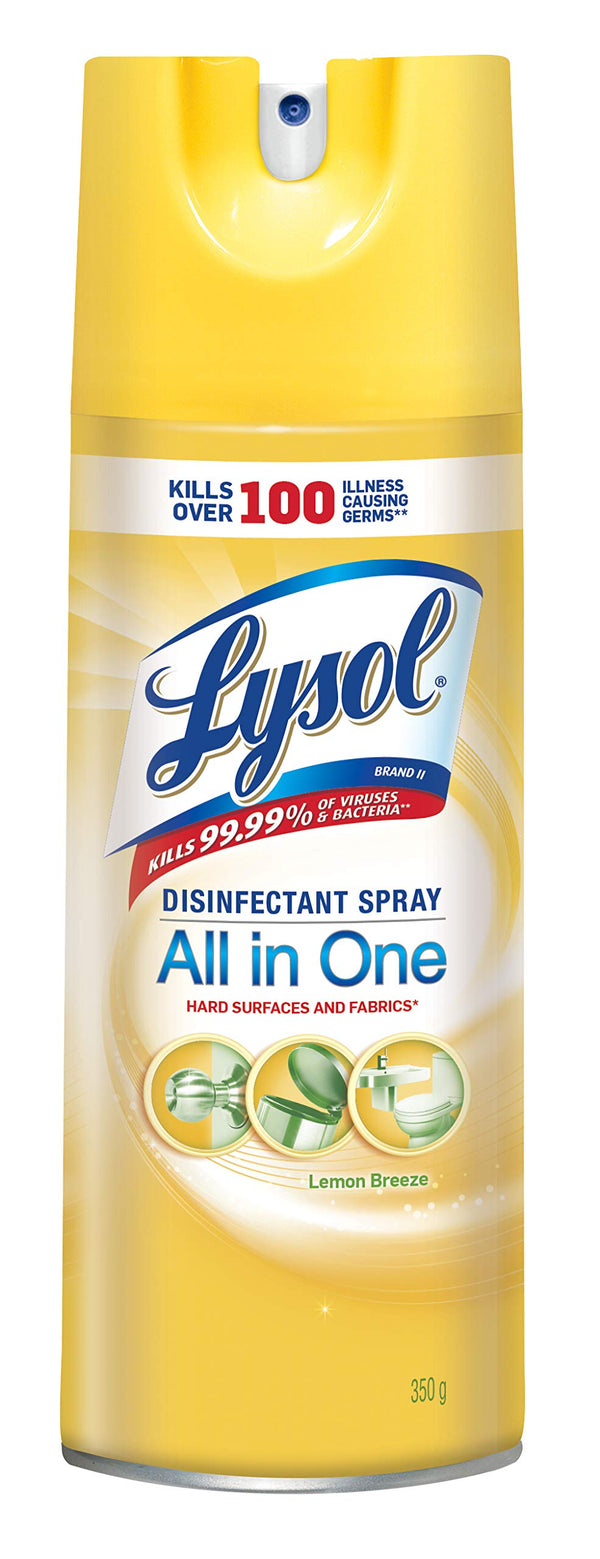 KILLS OVER 100 ILLNESS CAUSING GERMS**
Lysol®
BRAND II
KILLS 99.99% OF VIRUSES & BACTERIA**
DISINFECTANT SPRAY
All in One
HARD SURFACES AND FABRICS*
Lemon Breeze
350 g